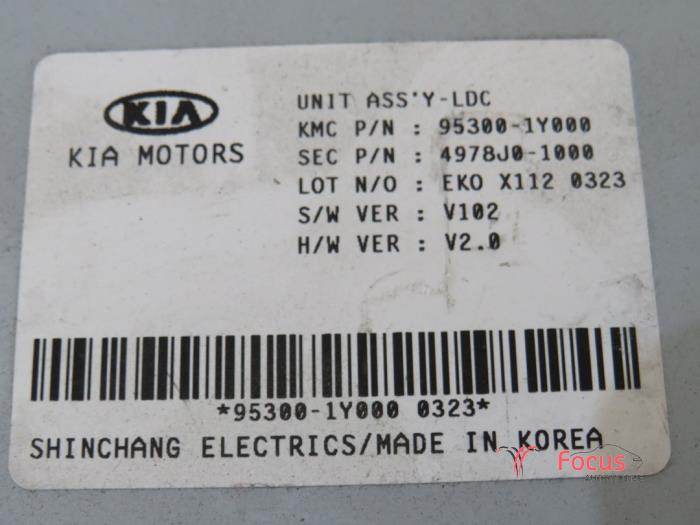 KIA
KIA MOTORS
UNIT ASS'Y-LDC
KMC P/N : 95300-1Y000
SEC P/N : 4978J0-1000
LOT N/O : EKO X112 0323
S/W VER : V102
H/W VER : V2.0
*95300-1Y000 0323*
SHINCHANG ELECTRICS/MADE IN KOREA
Focus